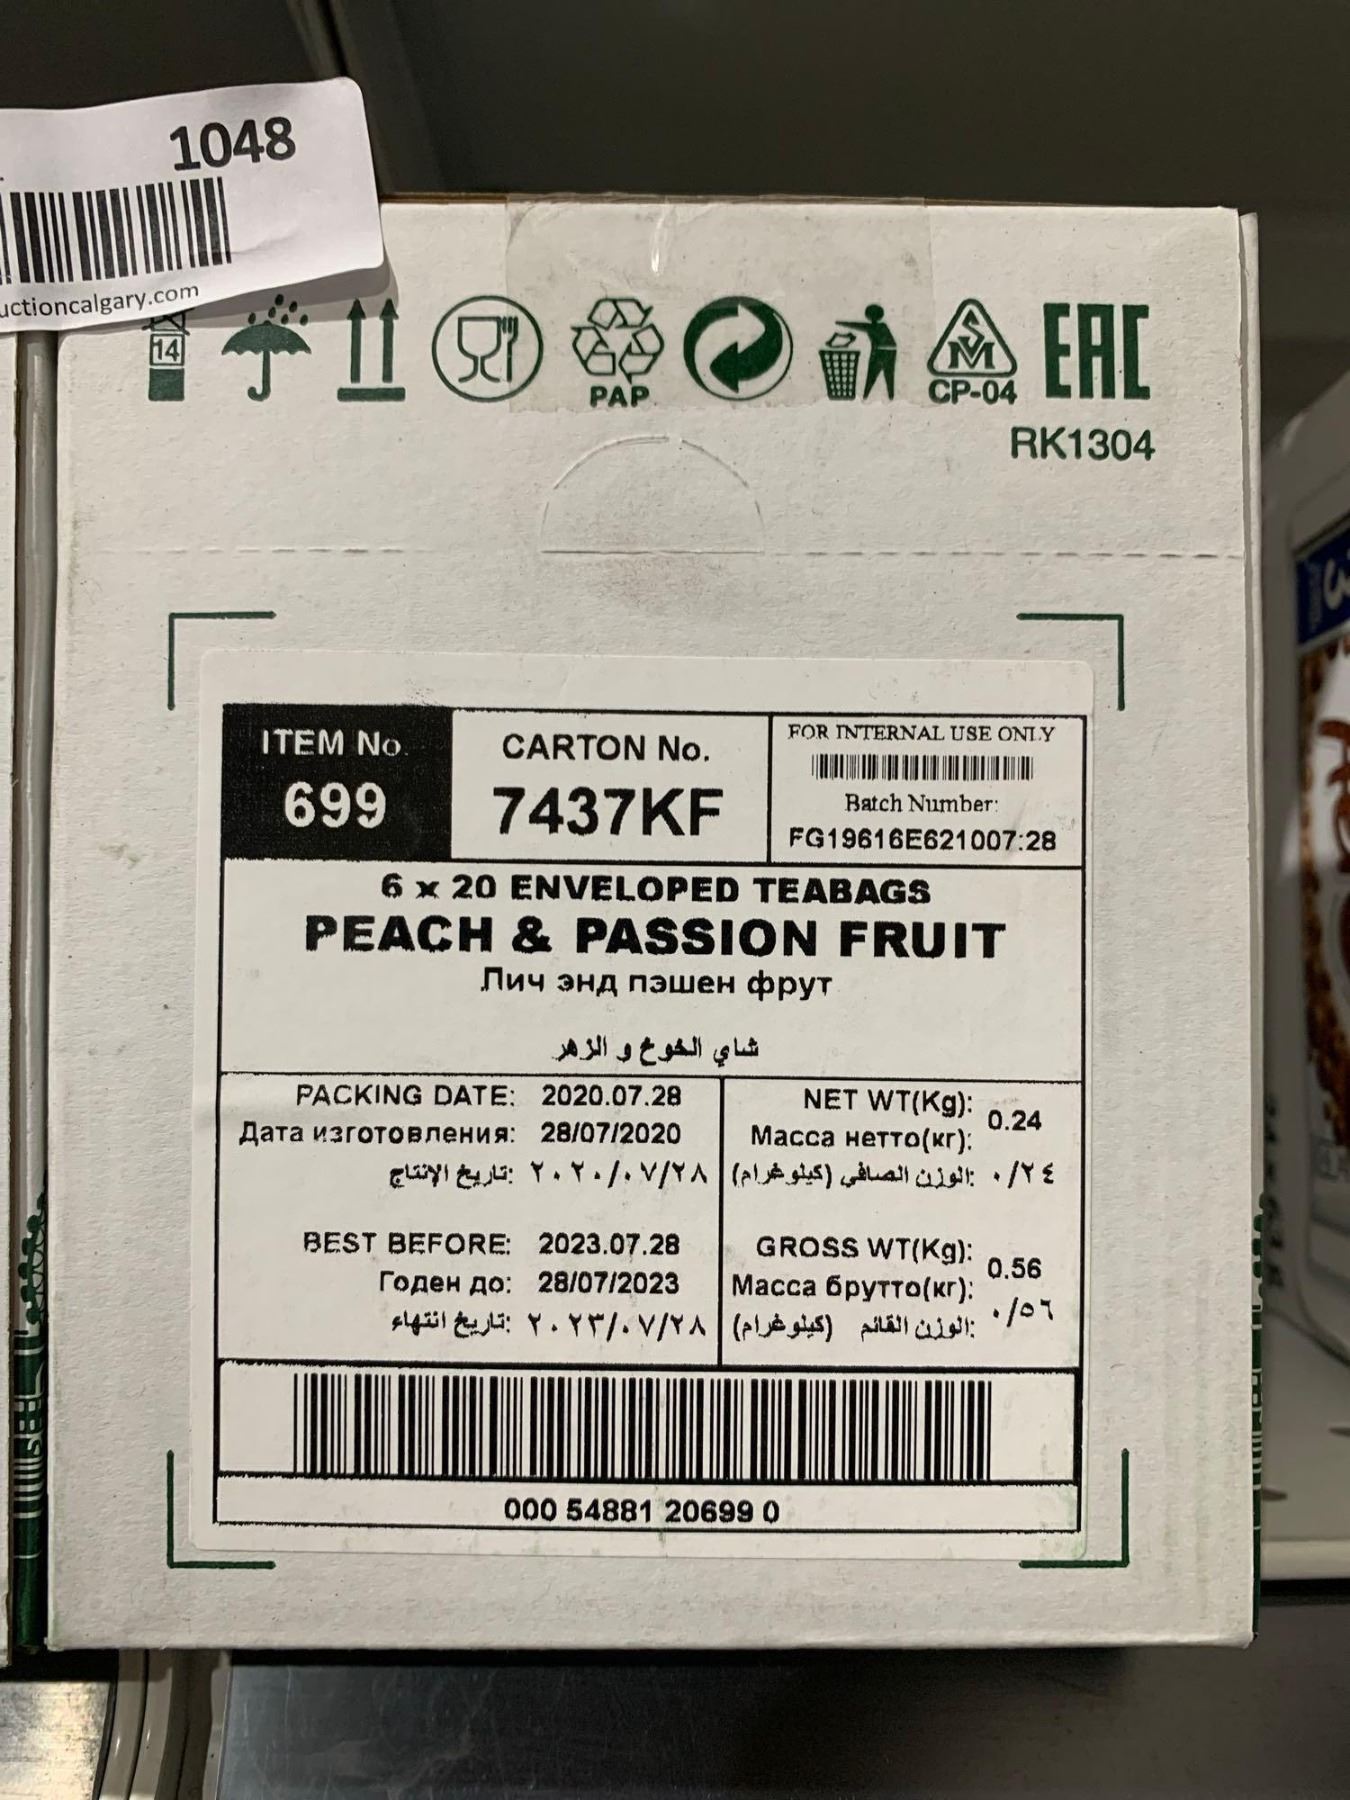 1048
uctioncalgary.com
14
PAP
CP-04
EAC
RK1304
ITEM No.
699
CARTON No.
7437KF
FOR INTERNAL USE ONLY
Batch Number:
FG19616E621007:28
6 x 20 ENVELOPED TEABAGS
PEACH & PASSION FRUIT
Пич энд пэшен фрут
شاي الخوخ و الزهر
PACKING DATE: 2020.07.28
Дата изготовления: 28/07/2020
تاريخ الإنتاج: ٢٠٢٠/٠٧/٢٨
BEST BEFORE: 2023.07.28
Годен до: 28/07/2023
تاريخ انتهاء: ٢٠٢٣/٠٧/٢٨
NET WT(Kg): 0.24
Масса нетто(кг):
الوزن الصافي (كيلوغرام): ٠/٢٤
GROSS WT(Kg): 0.56
Масса брутто(кг):
الوزن القائم (كيلوغرام): ٠/٥٦
000 54881 20699 0